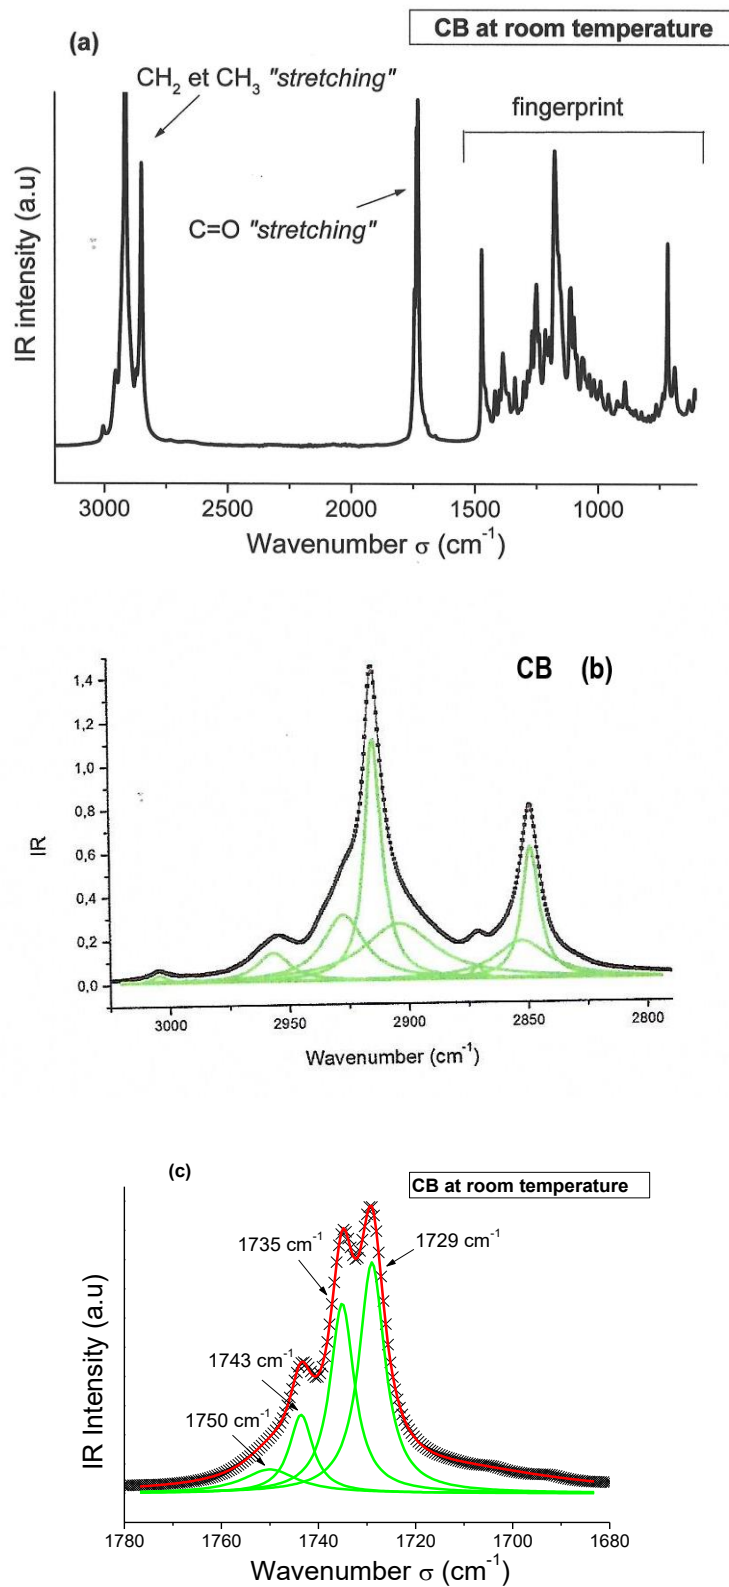 (a)
CB at room temperature
CH₂ et CH₃ "stretching"
fingerprint
C=O "stretching"
IR intensity (a.u)
3000 2500 2000 1500 1000
Wavenumber σ (cm⁻¹)
CB (b)
1,4
1,2
1,0
0,8
0,6
0,4
0,2
0,0
IR
3000 2950 2900 2850 2800
Wavenumber (cm⁻¹)
(c)
CB at room temperature
1735 cm⁻¹
1729 cm⁻¹
1743 cm⁻¹
1750 cm⁻¹
IR Intensity (a.u)
1780 1760 1740 1720 1700 1680
Wavenumber σ (cm⁻¹)